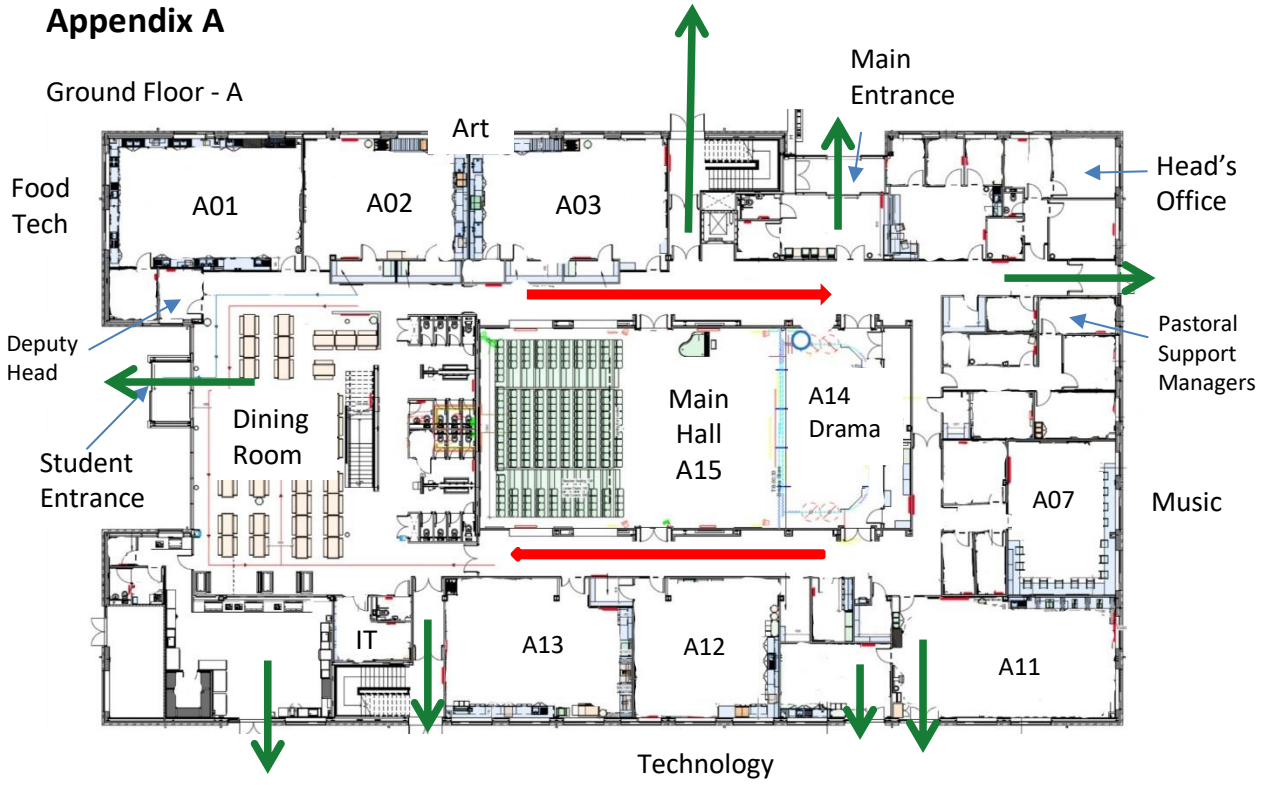 Appendix A
Ground Floor - A
Main
Entrance
Art
Food
Tech
A01
A02
A03
Head's
Office
Deputy
Head
Pastoral
Support
Managers
Dining
Room
Main
Hall
A15
A14
Drama
Student
Entrance
A07
Music
IT
A13
A12
A11
Technology